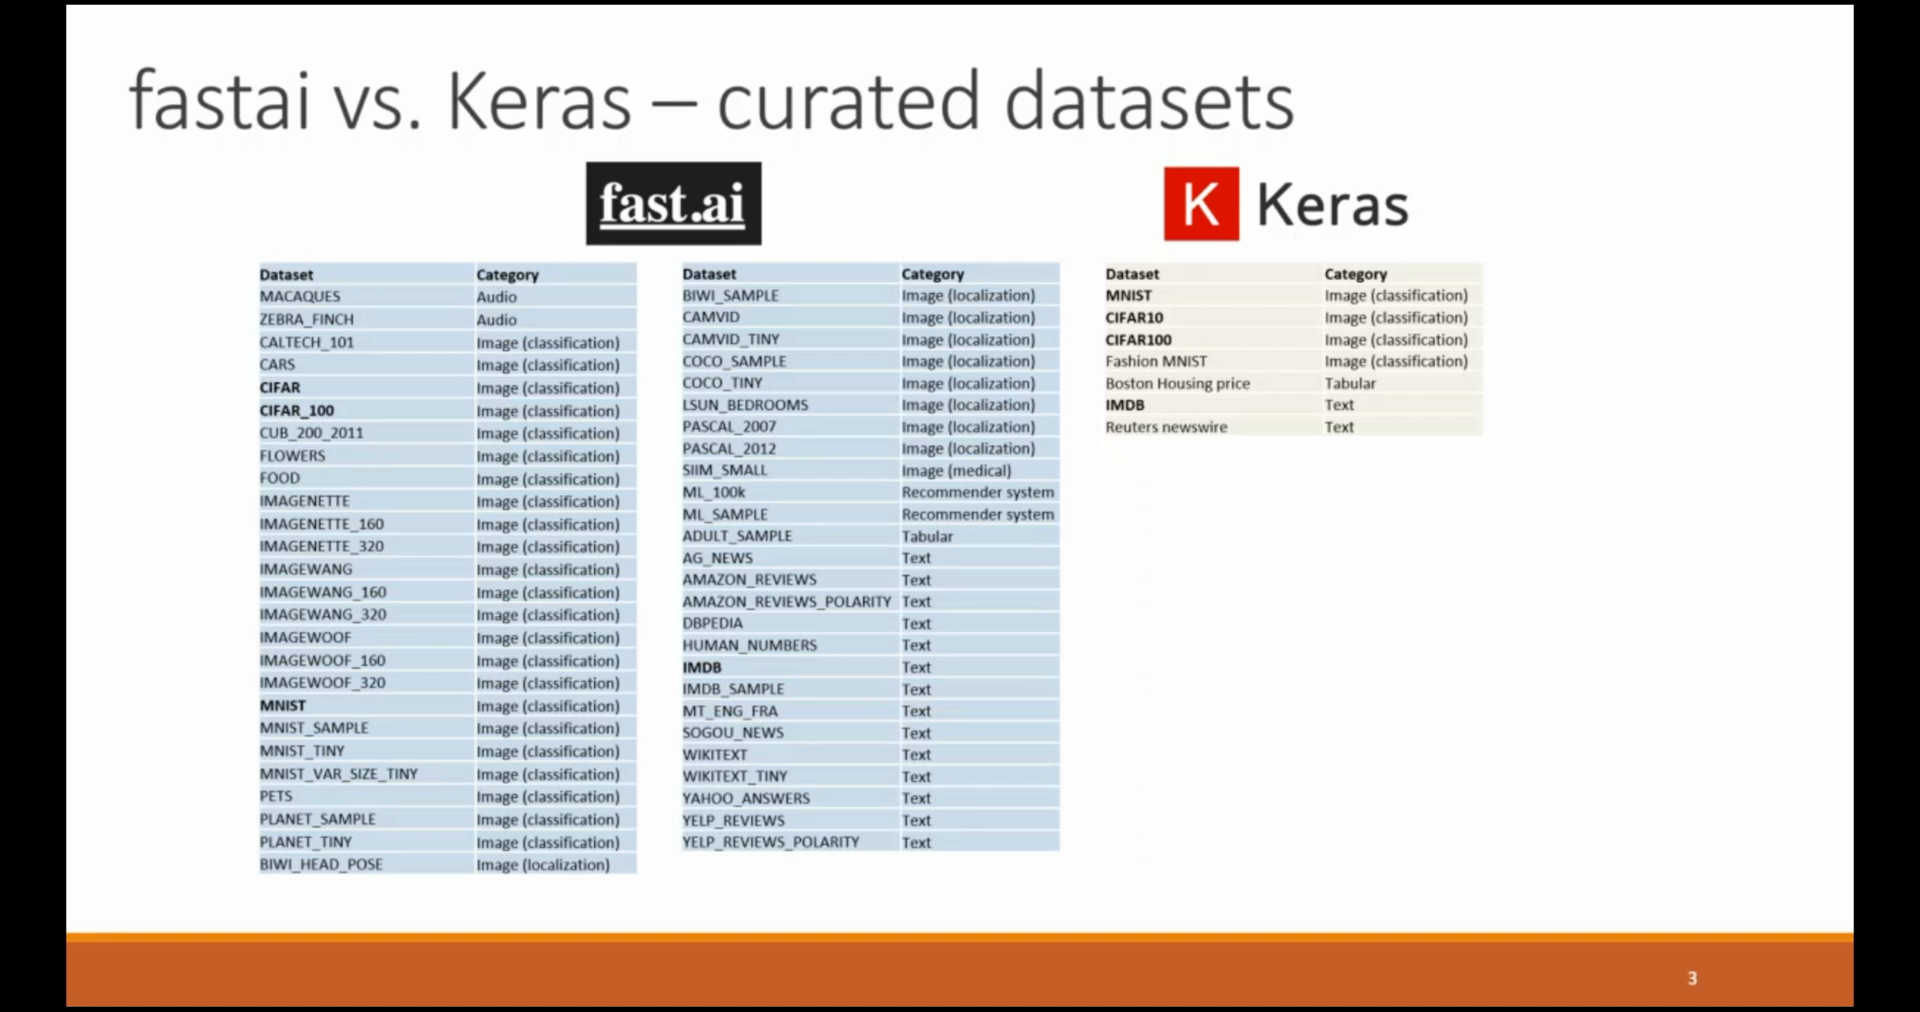 fastai vs. Keras – curated datasets
fast.ai
K Keras
Dataset Category
MACAQUES Audio
ZEBRA_FINCH Audio
CALTECH_101 Image (classification)
CARS Image (classification)
CIFAR Image (classification)
CIFAR_100 Image (classification)
CUB_200_2011 Image (classification)
FLOWERS Image (classification)
FOOD Image (classification)
IMAGENETTE Image (classification)
IMAGENETTE_160 Image (classification)
IMAGENETTE_320 Image (classification)
IMAGEWANG Image (classification)
IMAGEWANG_160 Image (classification)
IMAGEWANG_320 Image (classification)
IMAGEWOOF Image (classification)
IMAGEWOOF_160 Image (classification)
IMAGEWOOF_320 Image (classification)
MNIST Image (classification)
MNIST_SAMPLE Image (classification)
MNIST_TINY Image (classification)
MNIST_VAR_SIZE_TINY Image (classification)
PETS Image (classification)
PLANET_SAMPLE Image (classification)
PLANET_TINY Image (classification)
BIWI_HEAD_POSE Image (localization)
Dataset Category
BIWI_SAMPLE Image (localization)
CAMVID Image (localization)
CAMVID_TINY Image (localization)
COCO_SAMPLE Image (localization)
COCO_TINY Image (localization)
LSUN_BEDROOMS Image (localization)
PASCAL_2007 Image (localization)
PASCAL_2012 Image (localization)
SIIM_SMALL Image (medical)
ML_100k Recommender system
ML_SAMPLE Recommender system
ADULT_SAMPLE Tabular
AG_NEWS Text
AMAZON_REVIEWS Text
AMAZON_REVIEWS_POLARITY Text
DBPEDIA Text
HUMAN_NUMBERS Text
IMDB Text
IMDB_SAMPLE Text
MT_ENG_FRA Text
SOGOU_NEWS Text
WIKITEXT Text
WIKITEXT_TINY Text
YAHOO_ANSWERS Text
YELP_REVIEWS Text
YELP_REVIEWS_POLARITY Text
Dataset Category
MNIST Image (classification)
CIFAR10 Image (classification)
CIFAR100 Image (classification)
Fashion MNIST Image (classification)
Boston Housing price Tabular
IMDB Text
Reuters newswire Text
3